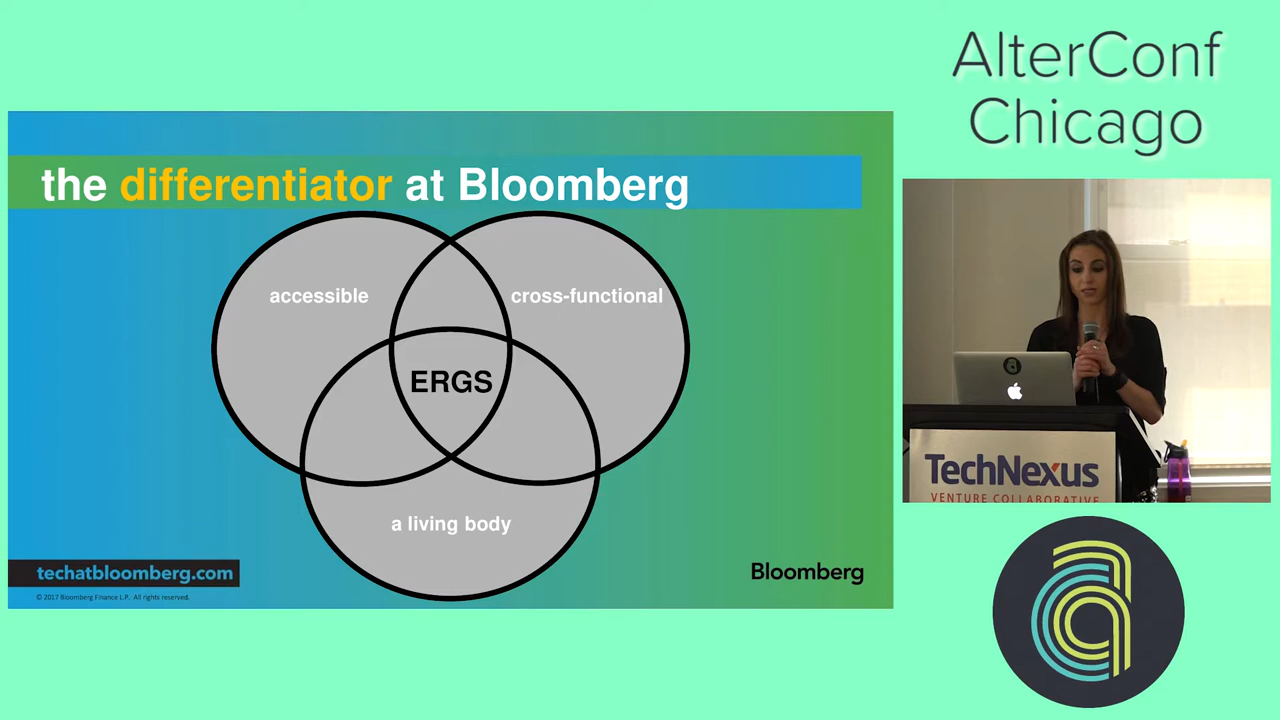 AlterConf
Chicago
the differentiator at Bloomberg
accessible
cross-functional
ERGS
a living body
techatbloomberg.com
© 2017 Bloomberg Finance L.P. All rights reserved.
Bloomberg
TechNexus
VENTURE COLLABORATIVE